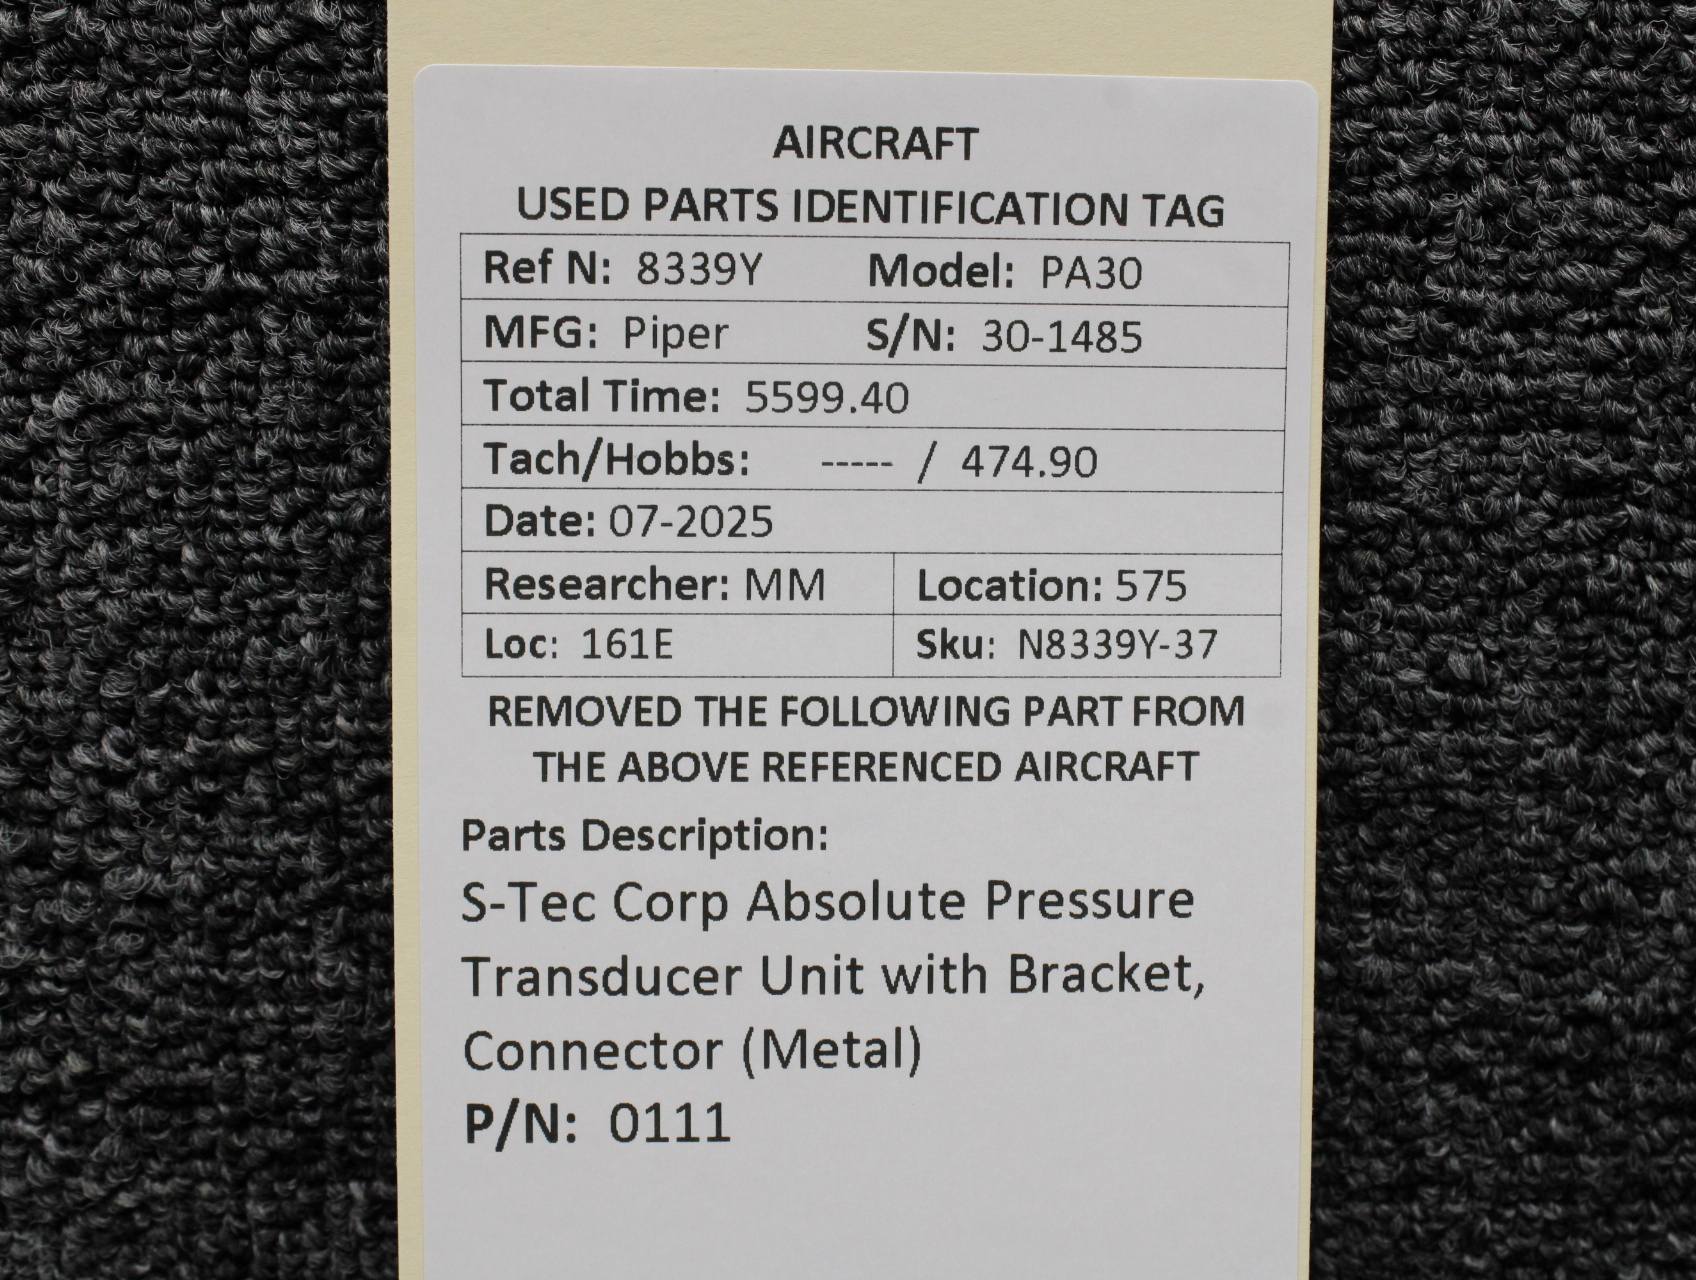 AIRCRAFT
USED PARTS IDENTIFICATION TAG
Ref N: 8339Y Model: PA30
MFG: Piper S/N: 30-1485
Total Time: 5599.40
Tach/Hobbs: ----- / 474.90
Date: 07-2025
Researcher: MM Location: 575
Loc: 161E Sku: N8339Y-37
REMOVED THE FOLLOWING PART FROM
THE ABOVE REFERENCED AIRCRAFT
Parts Description:
S-Tec Corp Absolute Pressure
Transducer Unit with Bracket,
Connector (Metal)
P/N: 0111